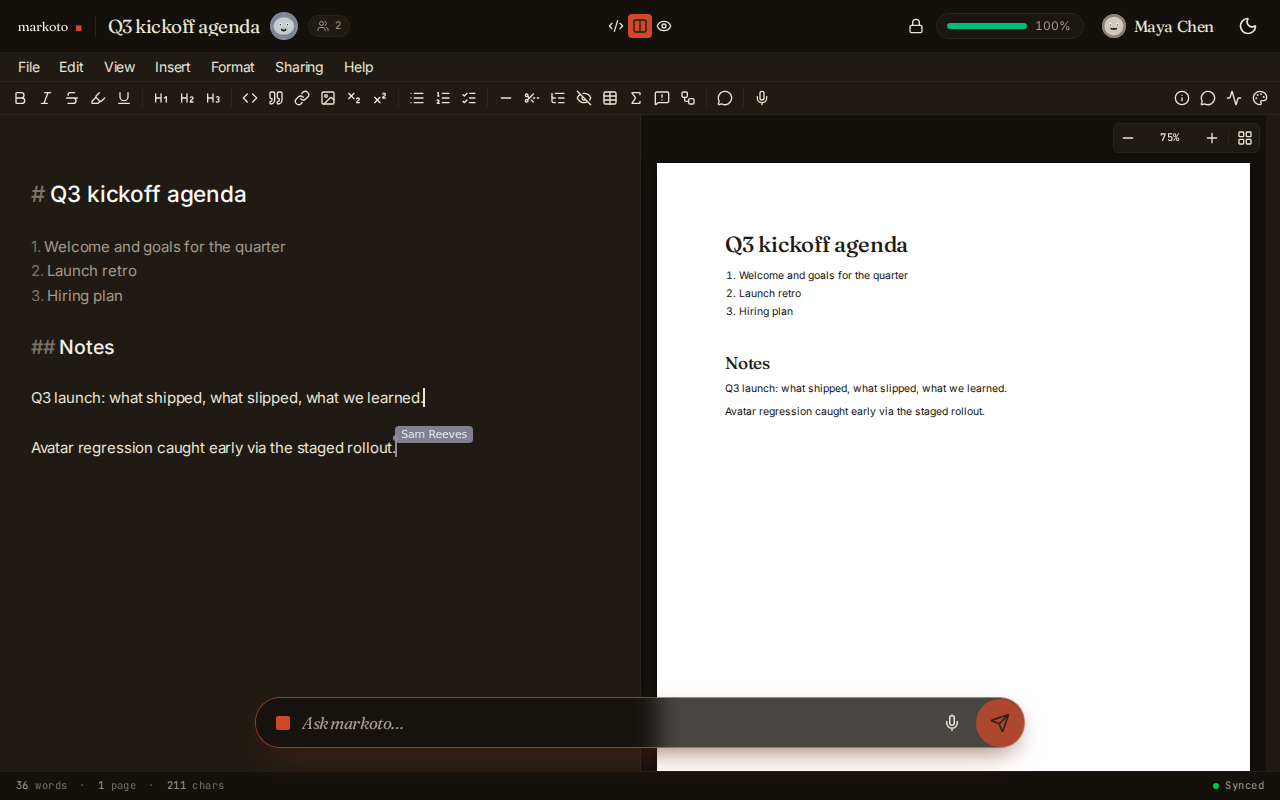 markoto
Q3 kickoff agenda
2
100%
Maya Chen
File Edit View Insert Format Sharing Help
H1 H2 H3
75%
# Q3 kickoff agenda
1. Welcome and goals for the quarter
2. Launch retro
3. Hiring plan
## Notes
Q3 launch: what shipped, what slipped, what we learned.
Sam Reeves
Avatar regression caught early via the staged rollout.
Q3 kickoff agenda
1. Welcome and goals for the quarter
2. Launch retro
3. Hiring plan
Notes
Q3 launch: what shipped, what slipped, what we learned.
Avatar regression caught early via the staged rollout.
Ask markoto...
36 words · 1 page · 211 chars
Synced